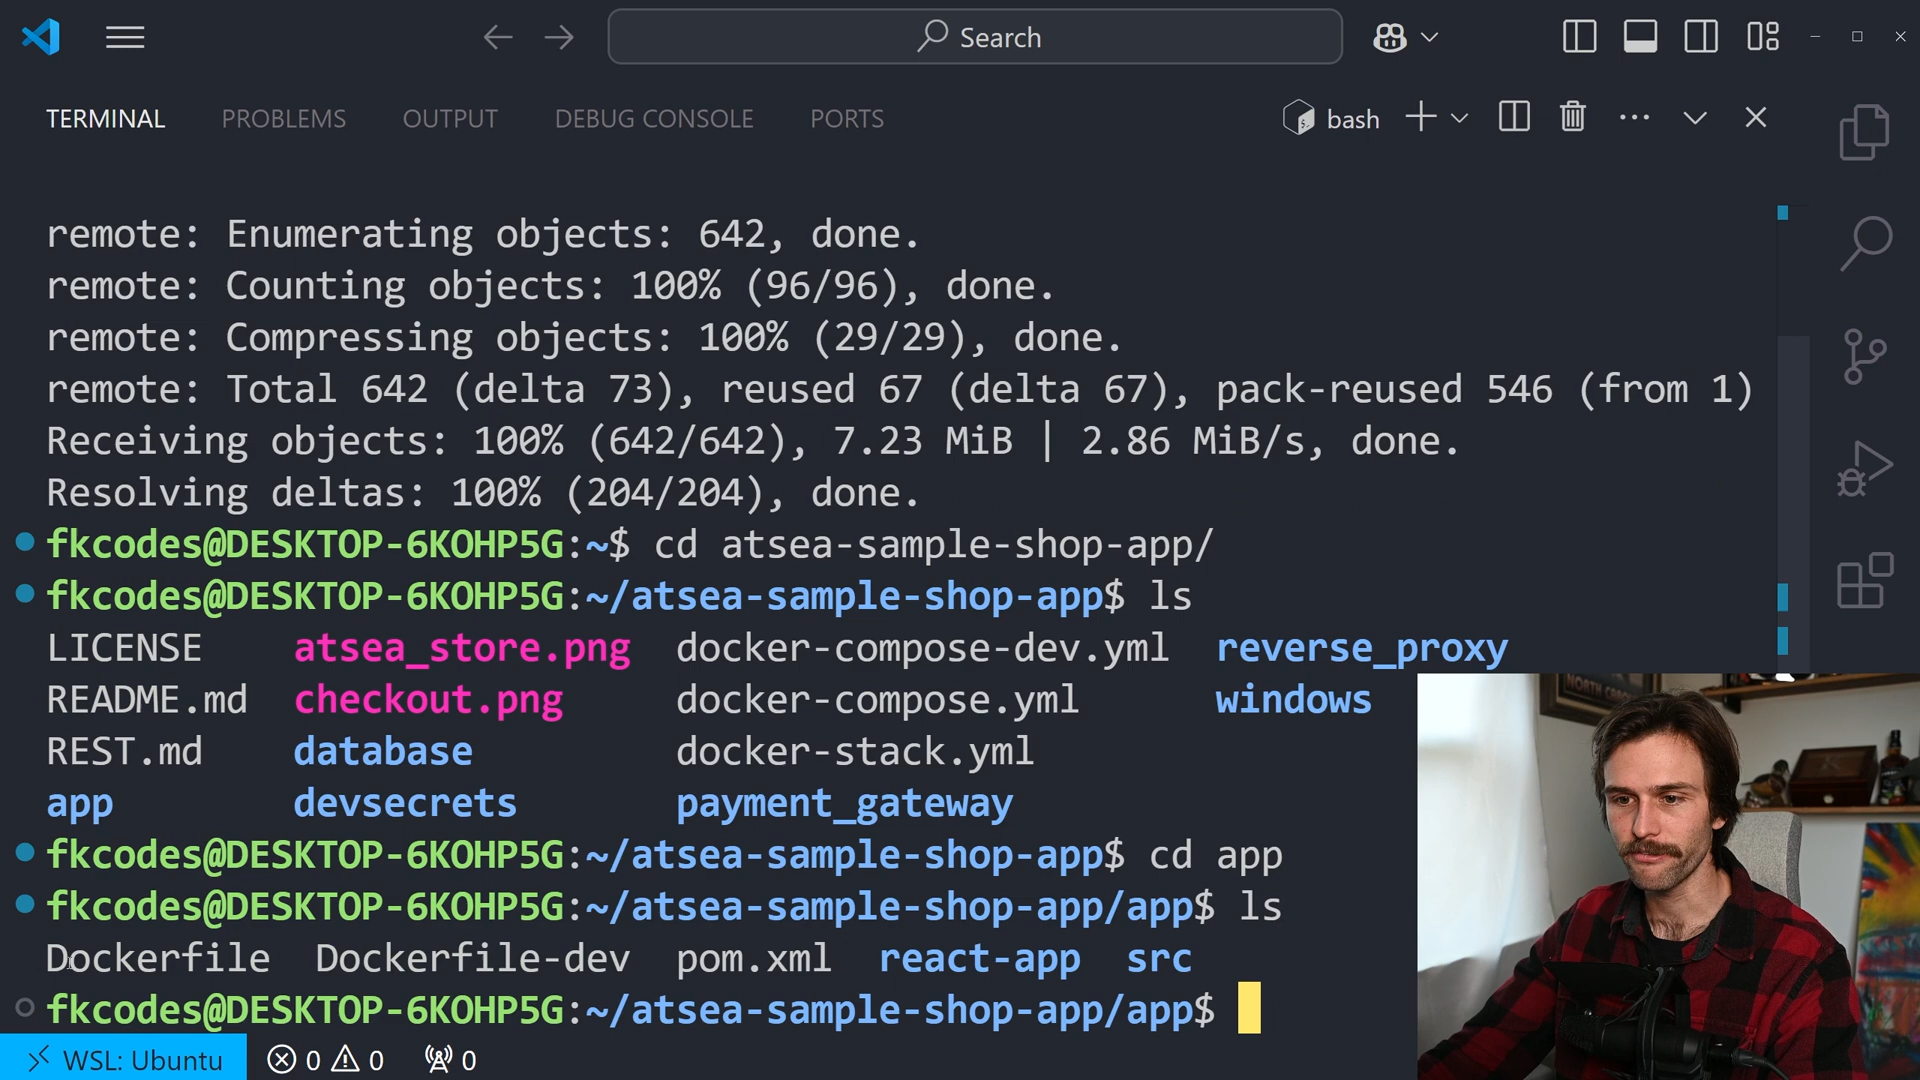 Search
TERMINAL PROBLEMS OUTPUT DEBUG CONSOLE PORTS bash
remote: Enumerating objects: 642, done.
remote: Counting objects: 100% (96/96), done.
remote: Compressing objects: 100% (29/29), done.
remote: Total 642 (delta 73), reused 67 (delta 67), pack-reused 546 (from 1)
Receiving objects: 100% (642/642), 7.23 MiB | 2.86 MiB/s, done.
Resolving deltas: 100% (204/204), done.
fkcodes@DESKTOP-6KOHP5G:~$ cd atsea-sample-shop-app/
fkcodes@DESKTOP-6KOHP5G:~/atsea-sample-shop-app$ ls
LICENSE atsea_store.png docker-compose-dev.yml reverse_proxy
README.md checkout.png docker-compose.yml windows
REST.md database docker-stack.yml
app devsecrets payment_gateway
fkcodes@DESKTOP-6KOHP5G:~/atsea-sample-shop-app$ cd app
fkcodes@DESKTOP-6KOHP5G:~/atsea-sample-shop-app/app$ ls
Dockerfile Dockerfile-dev pom.xml react-app src
fkcodes@DESKTOP-6KOHP5G:~/atsea-sample-shop-app/app$
WSL: Ubuntu 0 0 0
NORTH